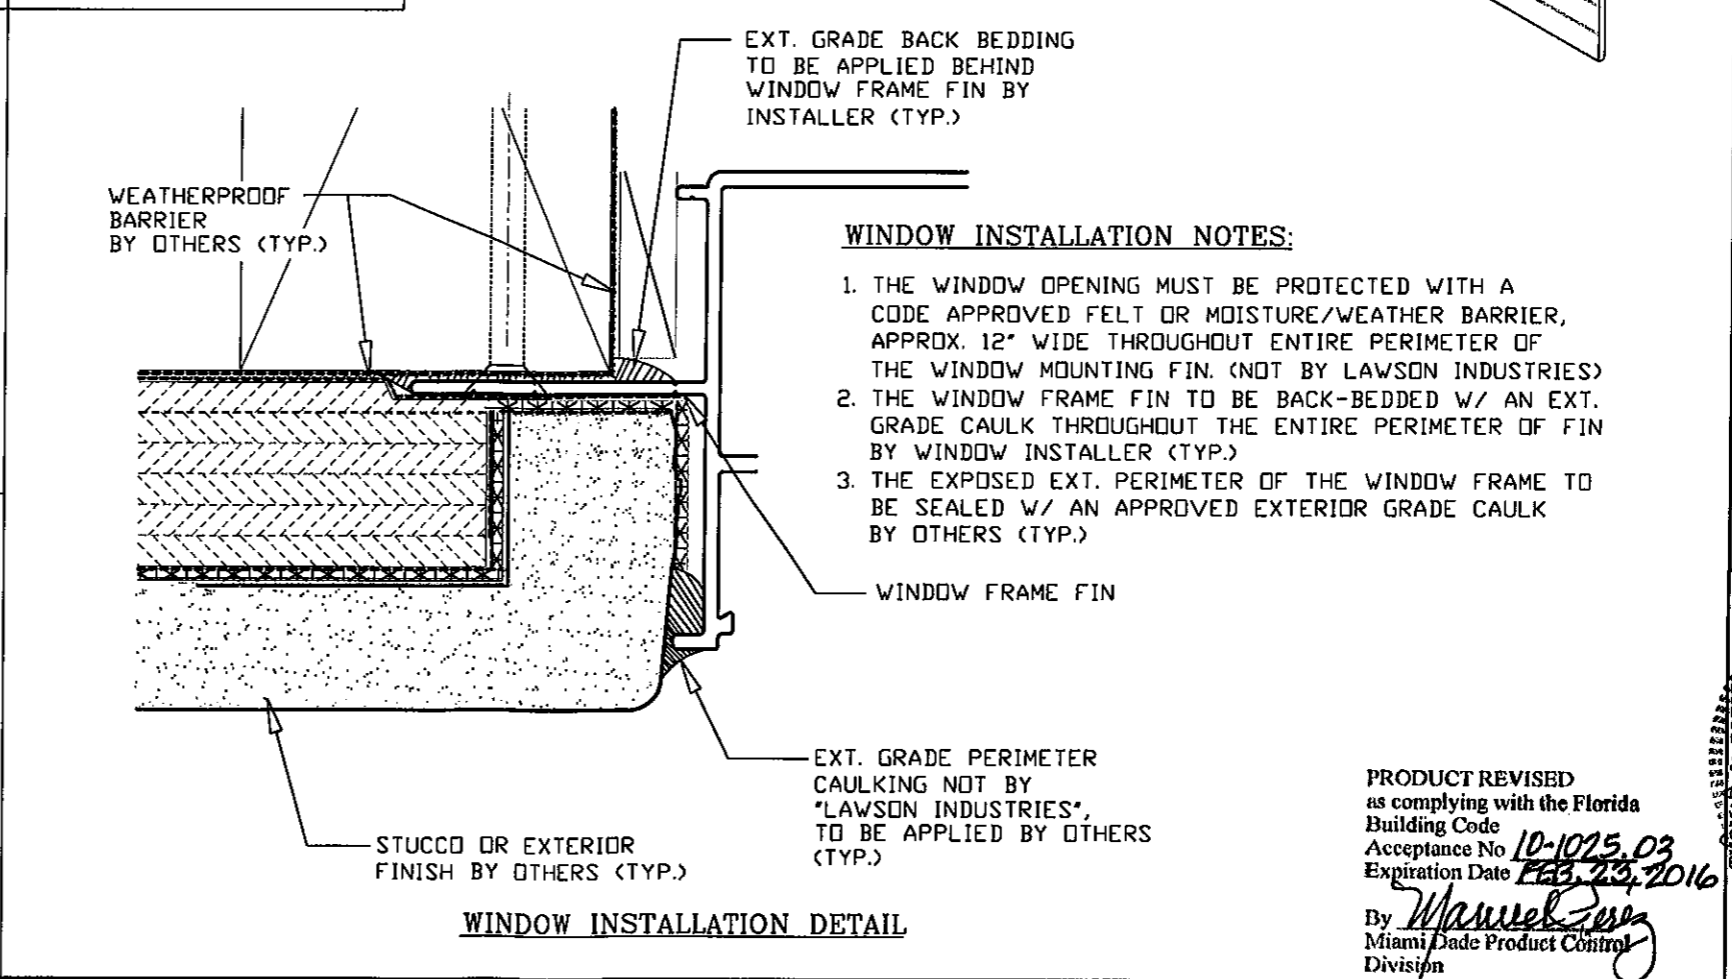 EXT. GRADE BACK BEDDING
TO BE APPLIED BEHIND
WINDOW FRAME FIN BY
INSTALLER (TYP.)
WEATHERPROOF
BARRIER
BY OTHERS (TYP.)
WINDOW INSTALLATION NOTES:
1. THE WINDOW OPENING MUST BE PROTECTED WITH A
CODE APPROVED FELT OR MOISTURE/WEATHER BARRIER,
APPROX. 12" WIDE THROUGHOUT ENTIRE PERIMETER OF
THE WINDOW MOUNTING FIN. (NOT BY LAWSON INDUSTRIES)
2. THE WINDOW FRAME FIN TO BE BACK-BEDDED W/ AN EXT.
GRADE CAULK THROUGHOUT THE ENTIRE PERIMETER OF FIN
BY WINDOW INSTALLER (TYP.)
3. THE EXPOSED EXT. PERIMETER OF THE WINDOW FRAME TO
BE SEALED W/ AN APPROVED EXTERIOR GRADE CAULK
BY OTHERS (TYP.)
WINDOW FRAME FIN
EXT. GRADE PERIMETER
CAULKING NOT BY
"LAWSON INDUSTRIES",
TO BE APPLIED BY OTHERS
(TYP.)
STUCCO OR EXTERIOR
FINISH BY OTHERS (TYP.)
WINDOW INSTALLATION DETAIL
PRODUCT REVISED
as complying with the Florida
Building Code
Acceptance No 10-1025.03
Expiration Date FEB. 23, 2016
By Manuel Perez
Miami Dade Product Control
Division